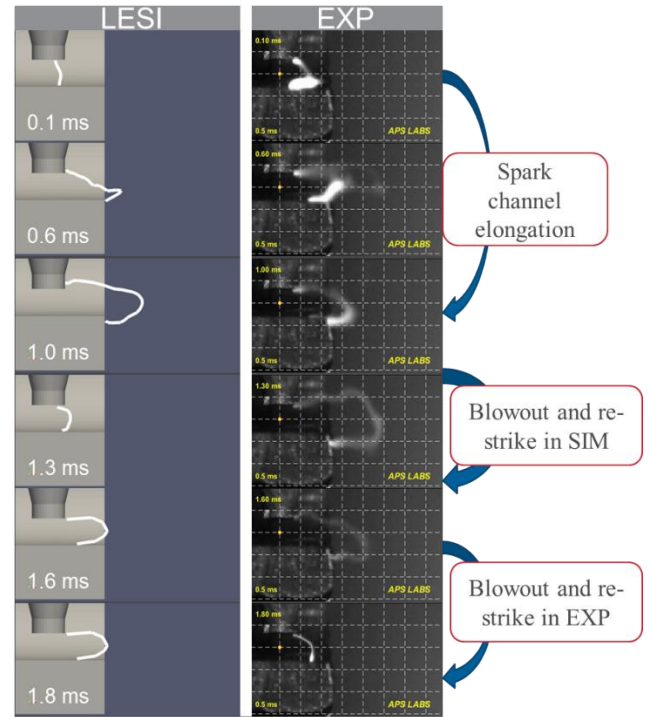 LESI
EXP
0.1 ms
0.10 ms
0.5 ms
APS LABS
Spark
channel
elongation
0.6 ms
0.60 ms
0.5 ms
APS LABS
1.0 ms
1.00 ms
0.5 ms
APS LABS
1.3 ms
1.30 ms
0.5 ms
APS LABS
Blowout and re-
strike in SIM
1.6 ms
1.60 ms
0.5 ms
APS LABS
Blowout and re-
strike in EXP
1.8 ms
1.80 ms
0.5 ms
APS LABS